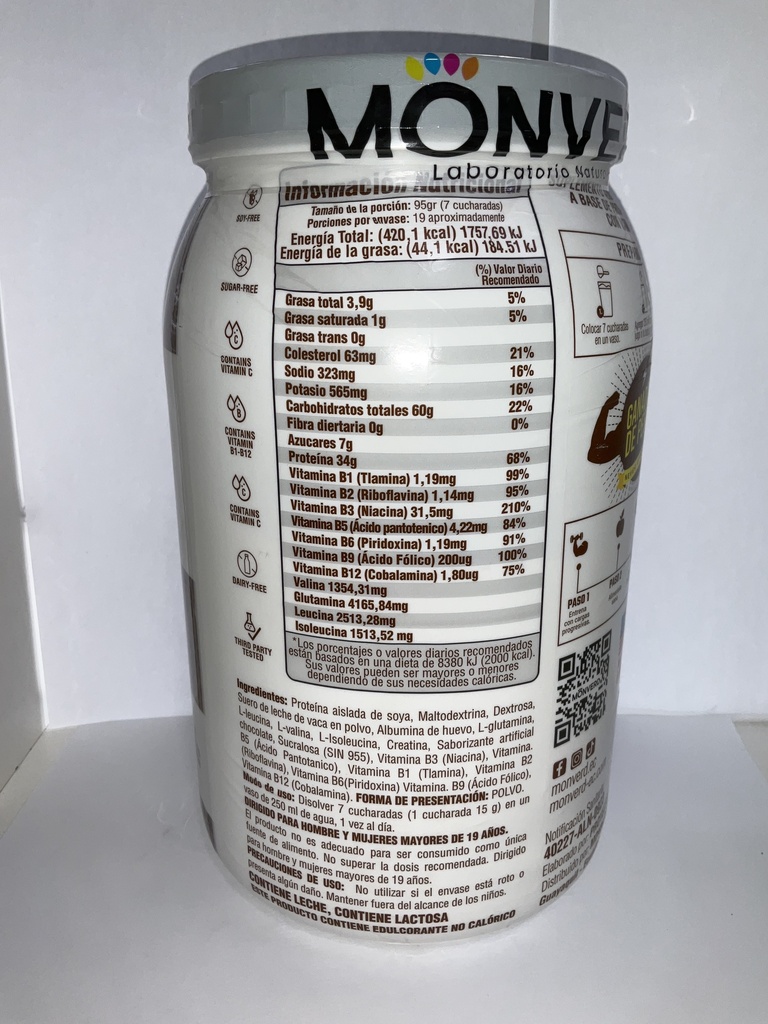 MONVE
Laboratorio Natur
Información Nutricional
Tamaño de la porción: 95gr (7 cucharadas)
Porciones por envase: 19 aproximadamente
Energía Total: (420,1 kcal) 1757,69 kJ
Energía de la grasa: (44,1 kcal) 184.51 kJ
(%) Valor Diario
Recomendado
Grasa total 3,9g 5%
Grasa saturada 1g 5%
Grasa trans 0g
Colesterol 63mg 21%
Sodio 323mg 16%
Potasio 565mg 16%
Carbohidratos totales 60g 22%
Fibra diertaria 0g 0%
Azucares 7g
Proteína 34g 68%
Vitamina B1 (TIamina) 1,19mg 99%
Vitamina B2 (Riboflavina) 1,14mg 95%
Vitamina B3 (Niacina) 31,5mg 210%
Vitamina B5 (Ácido pantotenico) 4,22mg 84%
Vitamina B6 (Piridoxina) 1,19mg 91%
Vitamina B9 (Ácido Fólico) 200ug 100%
Vitamina B12 (Cobalamina) 1,80ug 75%
Valina 1354,31mg
Glutamina 4165,84mg
Leucina 2513,28mg
Isoleucina 1513,52 mg
*Los porcentajes o valores diarios recomendados
están basados en una dieta de 8380 kJ (2000 kcal).
Sus valores pueden ser mayores o menores
dependiendo de sus necesidades calóricas.
Ingredientes: Proteína aislada de soya, Maltodextrina, Dextrosa,
Suero de leche de vaca en polvo, Albumina de huevo, L-glutamina,
L-leucina, L-valina, L-Isoleucina, Creatina, Saborizante artificial
chocolate, Sucralosa (SIN 955), Vitamina B3 (Niacina), Vitamina.
B5 (Ácido Pantotanico), Vitamina B1 (TIamina), Vitamina B2
(Riboflavina), Vitamina B6(Piridoxina) Vitamina. B9 (Ácido Fólico),
Vitamina B12 (Cobalamina). FORMA DE PRESENTACIÓN: POLVO.
Modo de uso: Disolver 7 cucharadas (1 cucharada 15 g) en un
vaso de 250 ml de agua, 1 vez al día.
DIRIGIDO PARA HOMBRE Y MUJERES MAYORES DE 19 AÑOS.
El producto no es adecuado para ser consumido como única
fuente de alimento. No superar la dosis recomendada. Dirigido
para hombre y mujeres mayores de 19 años.
PRECAUCIONES DE USO: No utilizar si el envase está roto o
presenta algún daño. Mantener fuera del alcance de los niños.
CONTIENE LECHE, CONTIENE LACTOSA
ESTE PRODUCTO CONTIENE EDULCORANTE NO CALÓRICO
SOY-FREE
SUGAR-FREE
C
CONTAINS
VITAMIN C
B
CONTAINS
VITAMIN
B1-B12
C
CONTAINS
VITAMIN C
DAIRY-FREE
THIRD PARTY
TESTED
A BASE DE
CON
PREP
Colocar 7 cucharadas
en un vaso.
GANA
DE
PASO 1
Entrena
con cargas
progresivas.
PASO
MONVERD
monverd.ec
monverd-ec.
Notificación
40227-ALN-
Elaborado por
Distribuido
Guayaquil